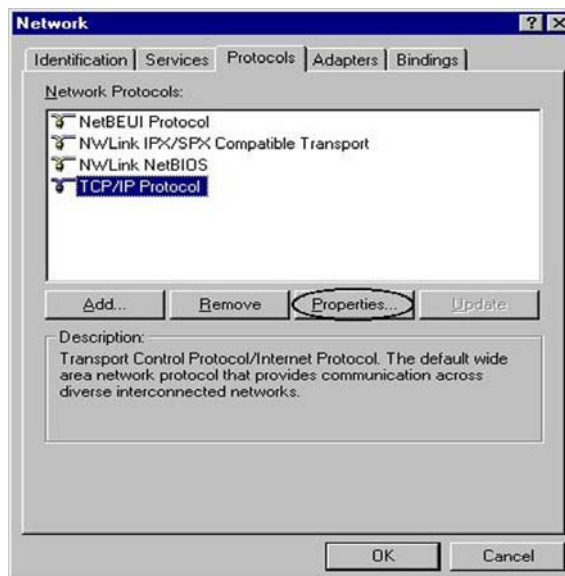 Network
Identification Services Protocols Adapters Bindings
Network Protocols:
NetBEUI Protocol
NWLink IPX/SPX Compatible Transport
NWLink NetBIOS
TCP/IP Protocol
Add... Remove Properties... Update
Description:
Transport Control Protocol/Internet Protocol. The default wide
area network protocol that provides communication across
diverse interconnected networks.
OK Cancel